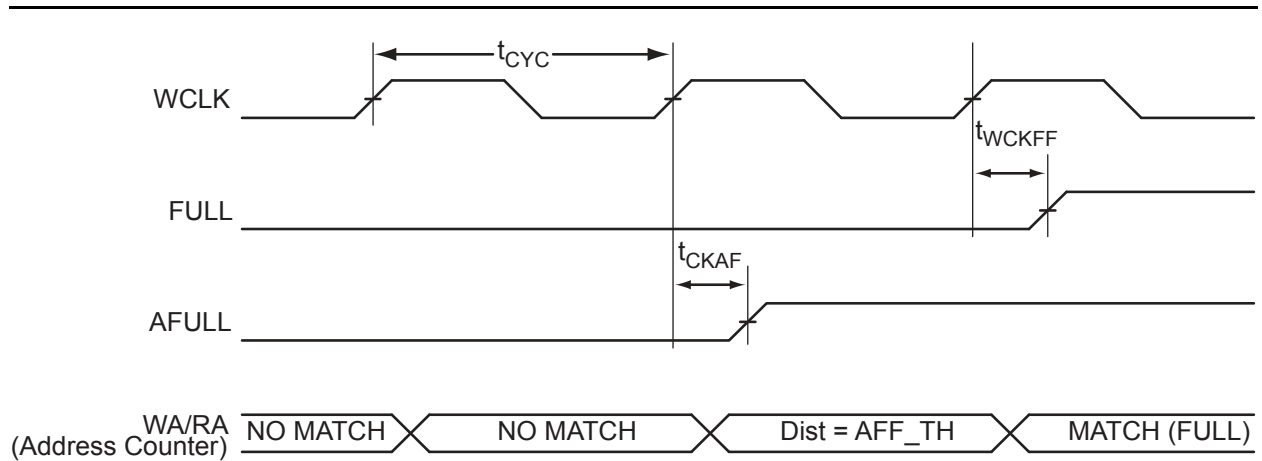 tCYC
WCLK
tWCKFF
FULL
tCKAF
AFULL
WA/RA
(Address Counter)
NO MATCH
NO MATCH
Dist = AFF_TH
MATCH (FULL)